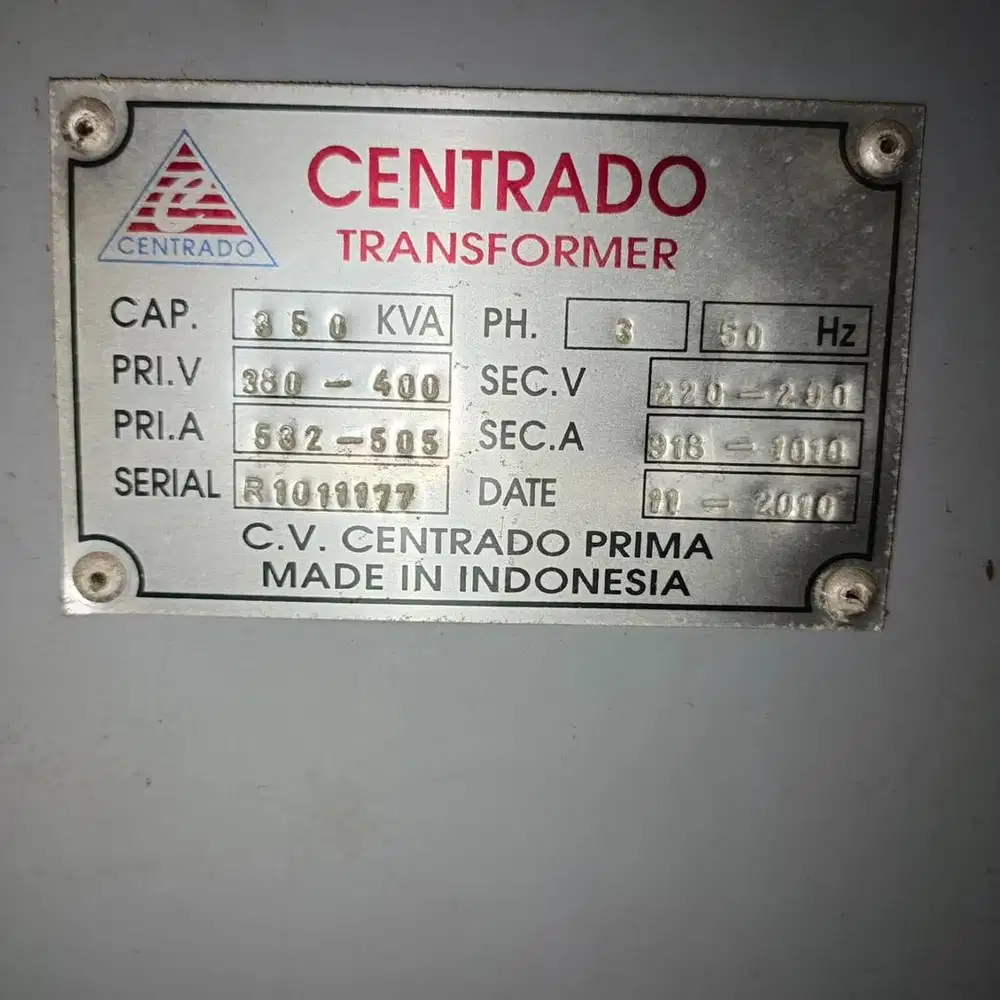 CENTRADO
CENTRADO
TRANSFORMER
CAP. 350 KVA PH. 3 50 Hz
PRI.V 380 - 400 SEC.V 220 - 200
PRI.A 532 - 505 SEC.A 918 - 1010
SERIAL R1011177 DATE 11 - 2010
C.V. CENTRADO PRIMA
MADE IN INDONESIA